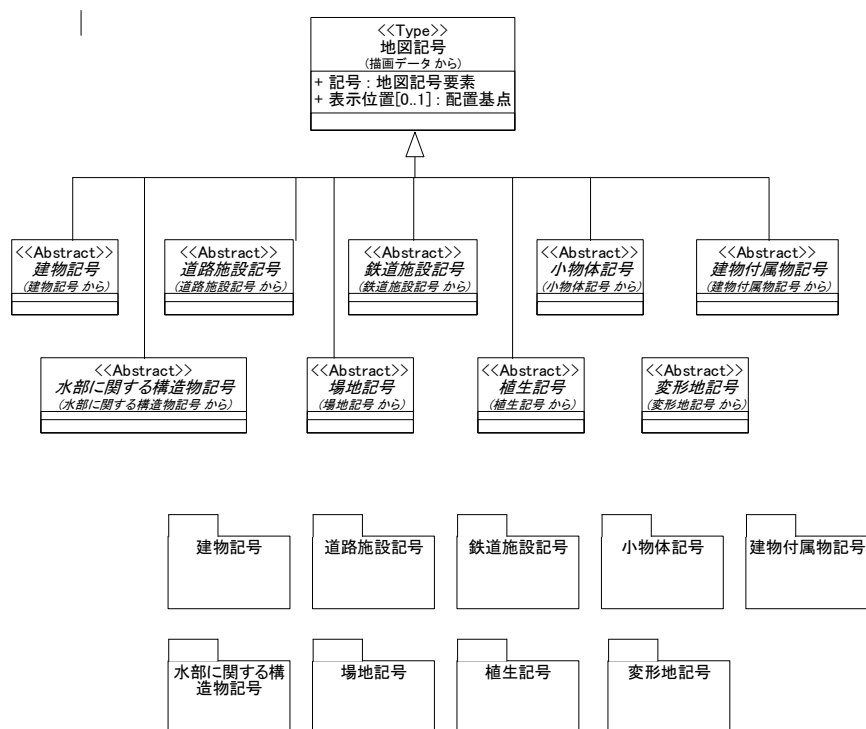 <<Type>>
地図記号
(描画データ から)
+ 記号 : 地図記号要素
+ 表示位置[0..1] : 配置基点
<<Abstract>>
建物記号
(建物記号 から)
<<Abstract>>
道路施設記号
(道路施設記号 から)
<<Abstract>>
鉄道施設記号
(鉄道施設記号 から)
<<Abstract>>
小物体記号
(小物体記号 から)
<<Abstract>>
建物付属物記号
(建物付属物記号 から)
<<Abstract>>
水部に関する構造物記号
(水部に関する構造物記号 から)
<<Abstract>>
場地記号
(場地記号 から)
<<Abstract>>
植生記号
(植生記号 から)
<<Abstract>>
変形地記号
(変形地記号 から)
建物記号
道路施設記号
鉄道施設記号
小物体記号
建物付属物記号
水部に関する構
造物記号
場地記号
植生記号
変形地記号